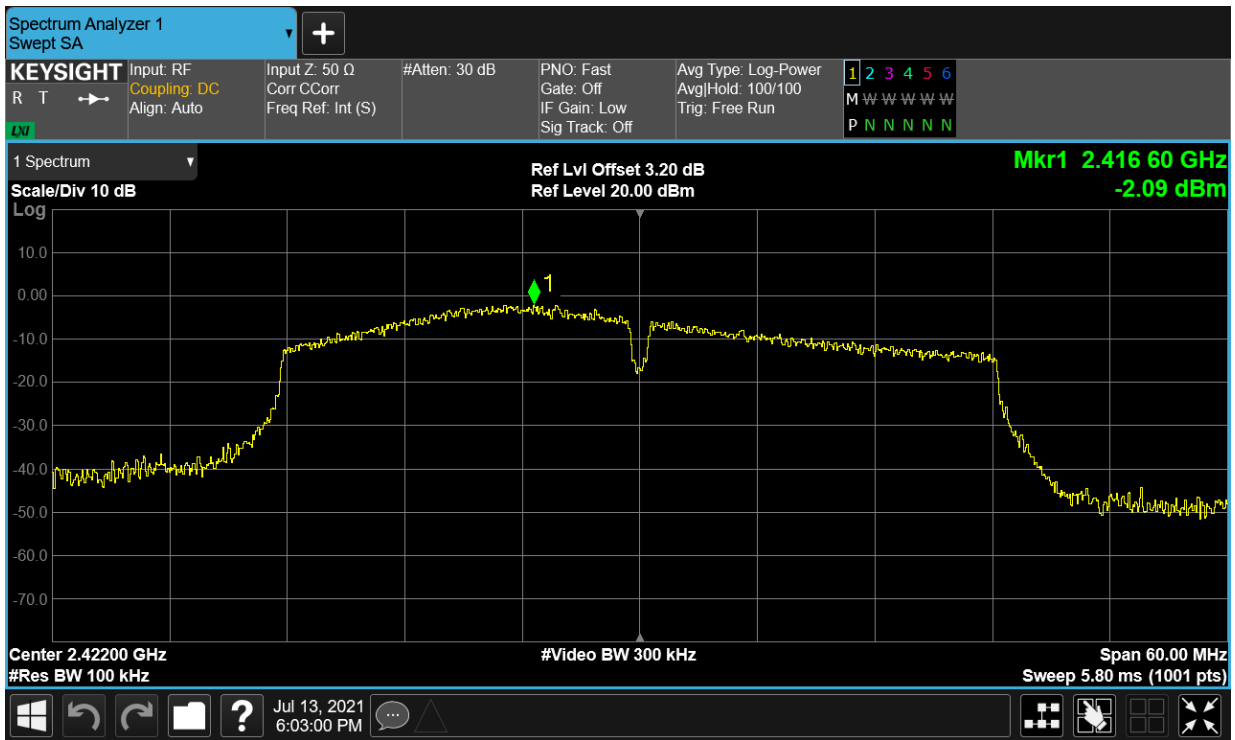 Spectrum Analyzer 1
Swept SA
KEYSIGHT
R T
LXI
Input: RF
Coupling: DC
Align: Auto
Input Z: 50 Ω
Corr CCorr
Freq Ref: Int (S)
#Atten: 30 dB
PNO: Fast
Gate: Off
IF Gain: Low
Sig Track: Off
Avg Type: Log-Power
Avg|Hold: 100/100
Trig: Free Run
1 2 3 4 5 6
M W W W W W
P N N N N N
1 Spectrum
Scale/Div 10 dB
Log
Ref Lvl Offset 3.20 dB
Ref Level 20.00 dBm
Mkr1 2.416 60 GHz
-2.09 dBm
10.0
0.00
-10.0
-20.0
-30.0
-40.0
-50.0
-60.0
-70.0
1
Center 2.42200 GHz
#Res BW 100 kHz
#Video BW 300 kHz
Span 60.00 MHz
Sweep 5.80 ms (1001 pts)
?
Jul 13, 2021
6:03:00 PM